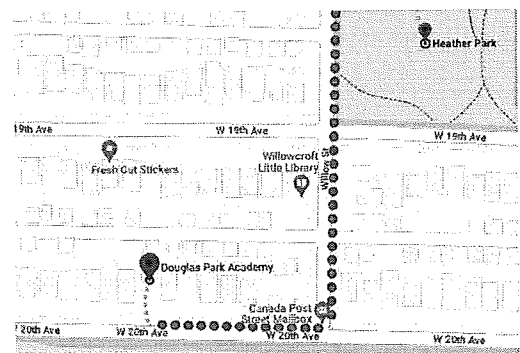 Heather Park
19th Ave
W 19th Ave
W 19th Ave
Fresh Cut Stickers
Willowcroft
Little Library
Willow St
Douglas Park Academy
Canada Post
Street Mailbox
20th Ave
W 20th Ave
W 20th Ave
W 20th Ave